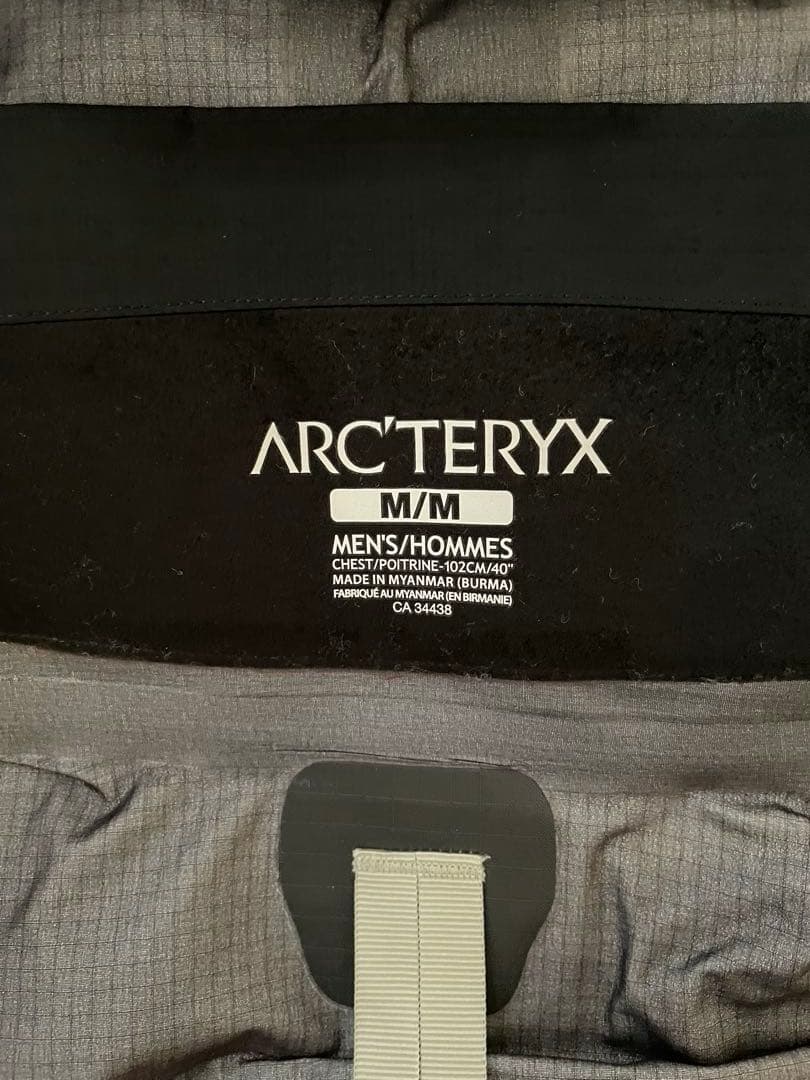 ARC'TERYX
M/M
MEN'S/HOMMES
CHEST/POITRINE-102CM/40"
MADE IN MYANMAR (BURMA)
FABRIQUÉ AU MYANMAR (EN BIRMANIE)
CA 34438